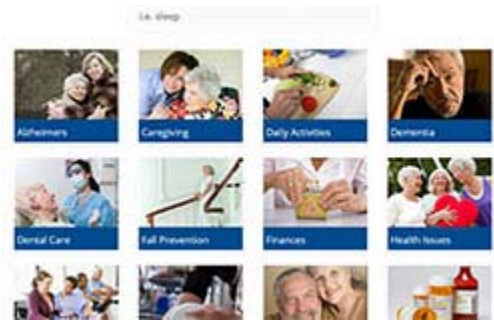 i.e. sleep
Alzheimers
Caregiving
Daily Activities
Dementia
Dental Care
Fall Prevention
Finances
Health Issues